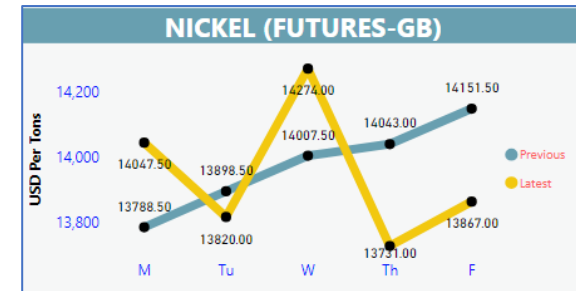 NICKEL (FUTURES-GB)
USD Per Tons
14,200
14,000
13,800
14047.50
13788.50
13898.50
13820.00
14274.00
14007.50
14043.00
13731.00
14151.50
13867.00
Previous
Latest
M Tu W Th F